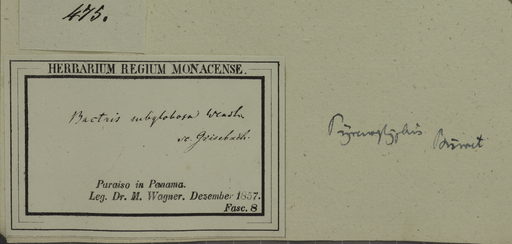 475.
HERBARIUM REGIUM MONACENSE.
Bactris subglobosa Wendl.
sc. Grisebach.
Paraiso in Panama.
Leg. Dr. M. Wagner, Dezember 1857.
Fasc. 8
Pyrenoglyphis Burret